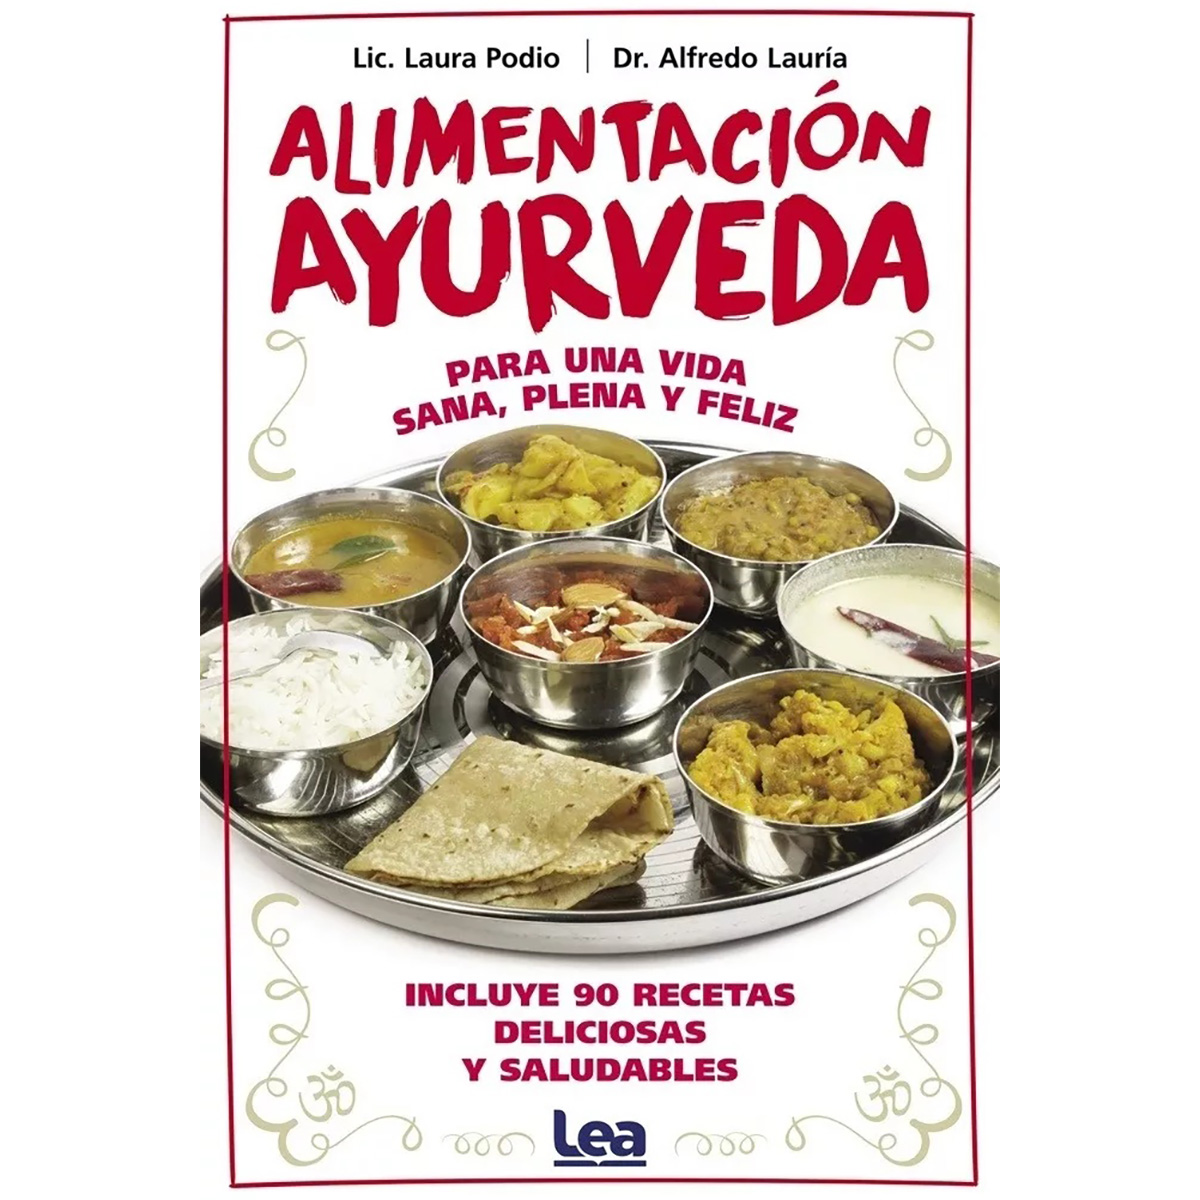 Lic. Laura Podio | Dr. Alfredo Lauría
ALIMENTACIÓN
AYURVEDA
PARA UNA VIDA
SANA, PLENA Y FELIZ
INCLUYE 90 RECETAS
DELICIOSAS
Y SALUDABLES
ॐ ॐ
Lea